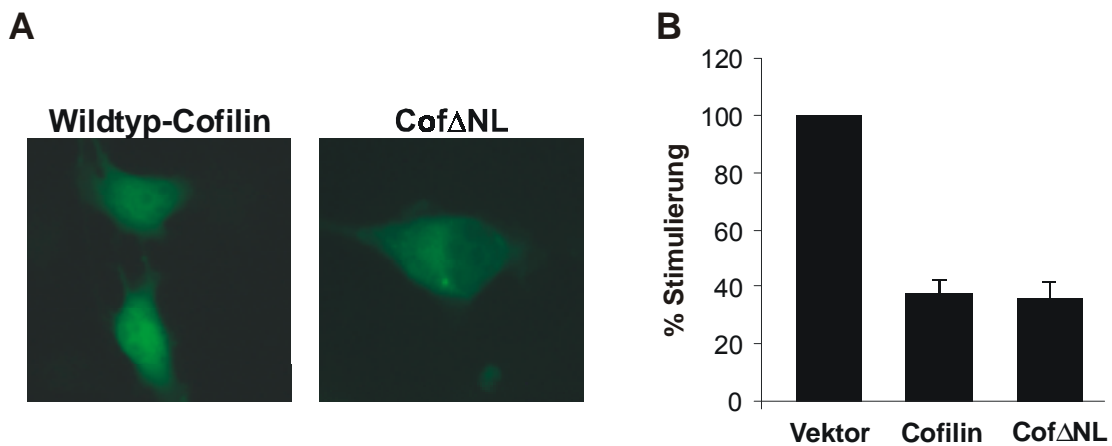 A
Wildtyp-Cofilin
CofΔNL
B
% Stimulierung
120
100
80
60
40
20
0
Vektor Cofilin CofΔNL